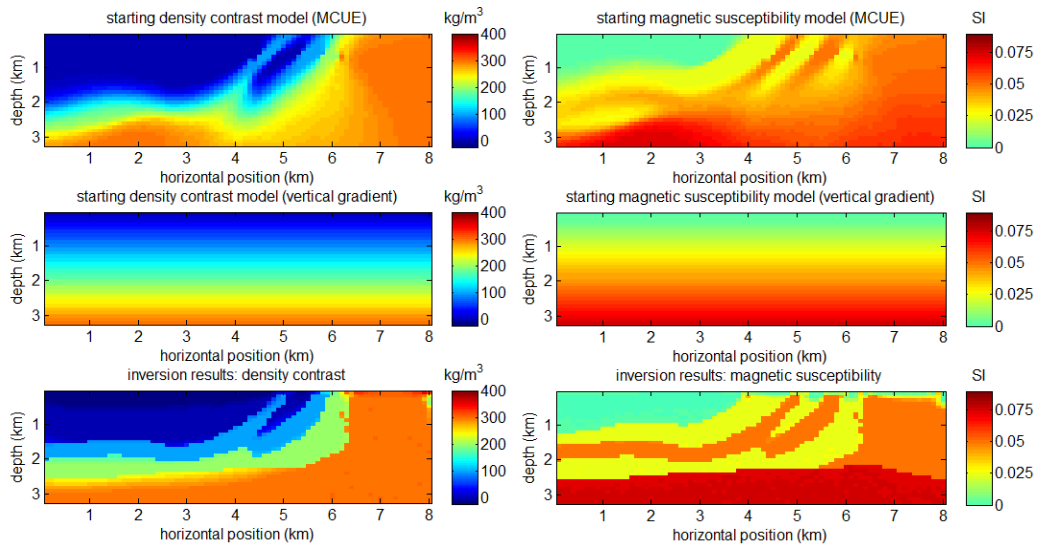 starting density contrast model (MCUE)
kg/m³
depth (km)
1
2
3
1 2 3 4 5 6 7 8
horizontal position (km)
400
300
200
100
0
starting magnetic susceptibility model (MCUE)
SI
depth (km)
1
2
3
1 2 3 4 5 6 7 8
horizontal position (km)
0.075
0.05
0.025
0
starting density contrast model (vertical gradient)
kg/m³
depth (km)
1
2
3
1 2 3 4 5 6 7 8
horizontal position (km)
400
300
200
100
0
starting magnetic susceptibility model (vertical gradient)
SI
depth (km)
1
2
3
1 2 3 4 5 6 7 8
horizontal position (km)
0.075
0.05
0.025
0
inversion results: density contrast
kg/m³
depth (km)
1
2
3
1 2 3 4 5 6 7 8
horizontal position (km)
400
300
200
100
0
inversion results: magnetic susceptibility
SI
depth (km)
1
2
3
1 2 3 4 5 6 7 8
horizontal position (km)
0.075
0.05
0.025
0